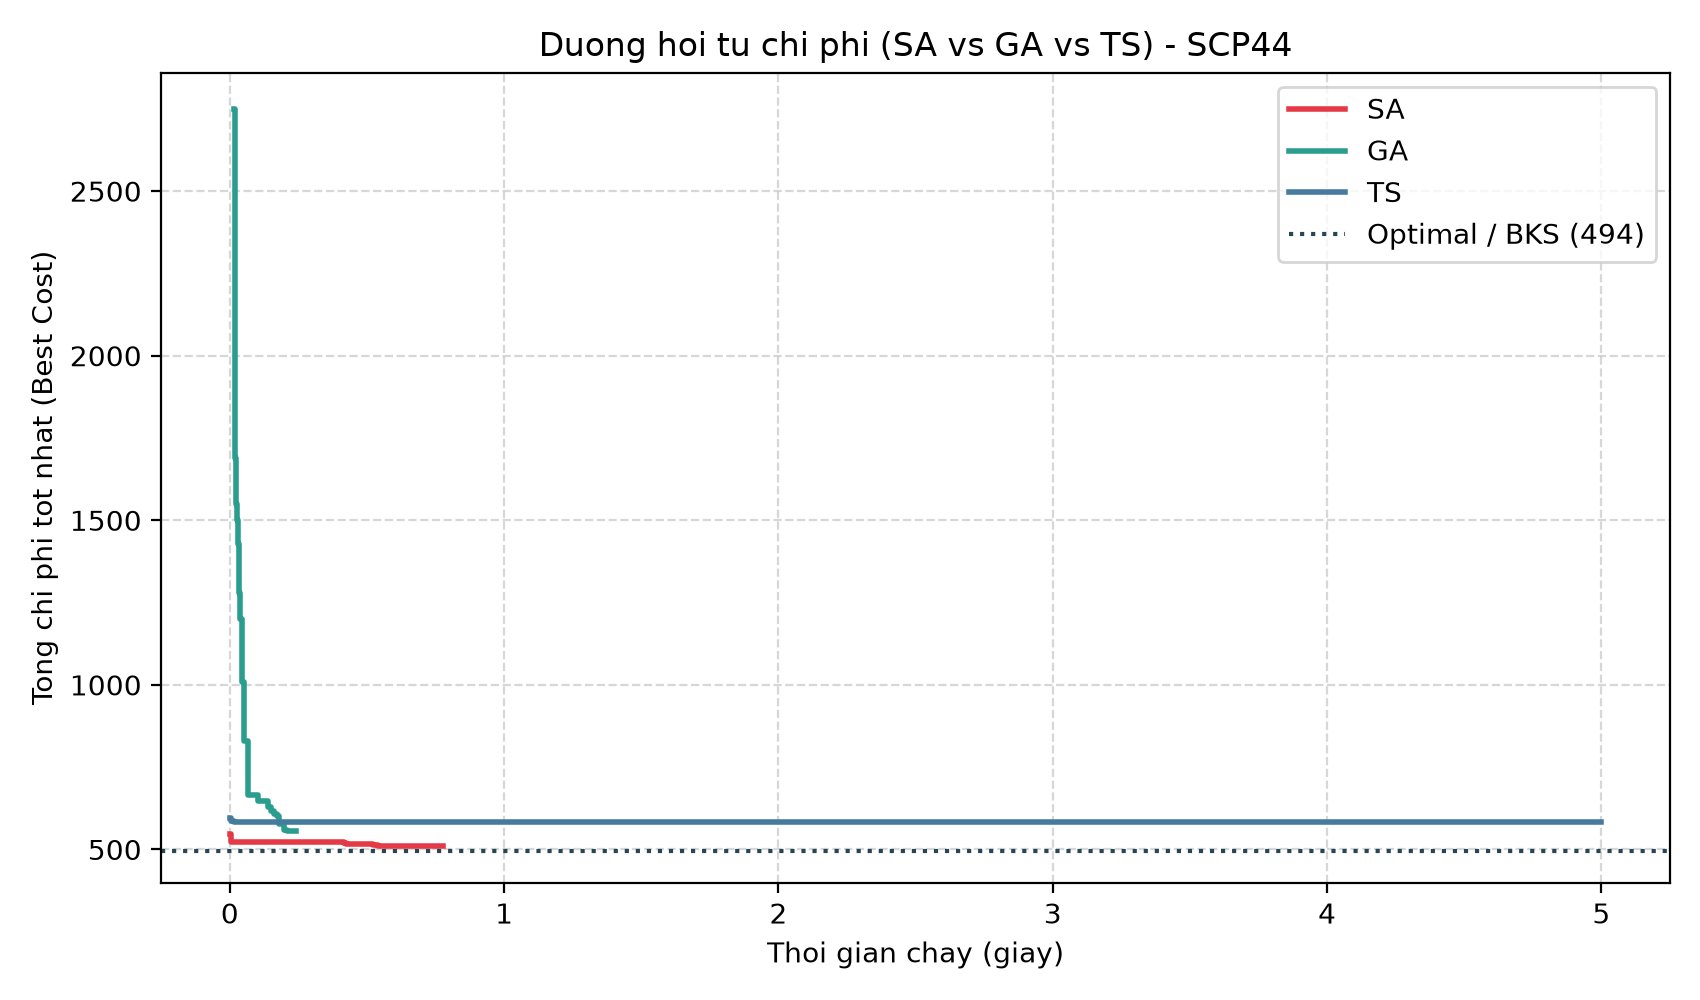 Duong hoi tu chi phi (SA vs GA vs TS) - SCP44
SA
GA
TS
Optimal / BKS (494)
Tong chi phi tot nhat (Best Cost)
2500
2000
1500
1000
500
0 1 2 3 4 5
Thoi gian chay (giay)